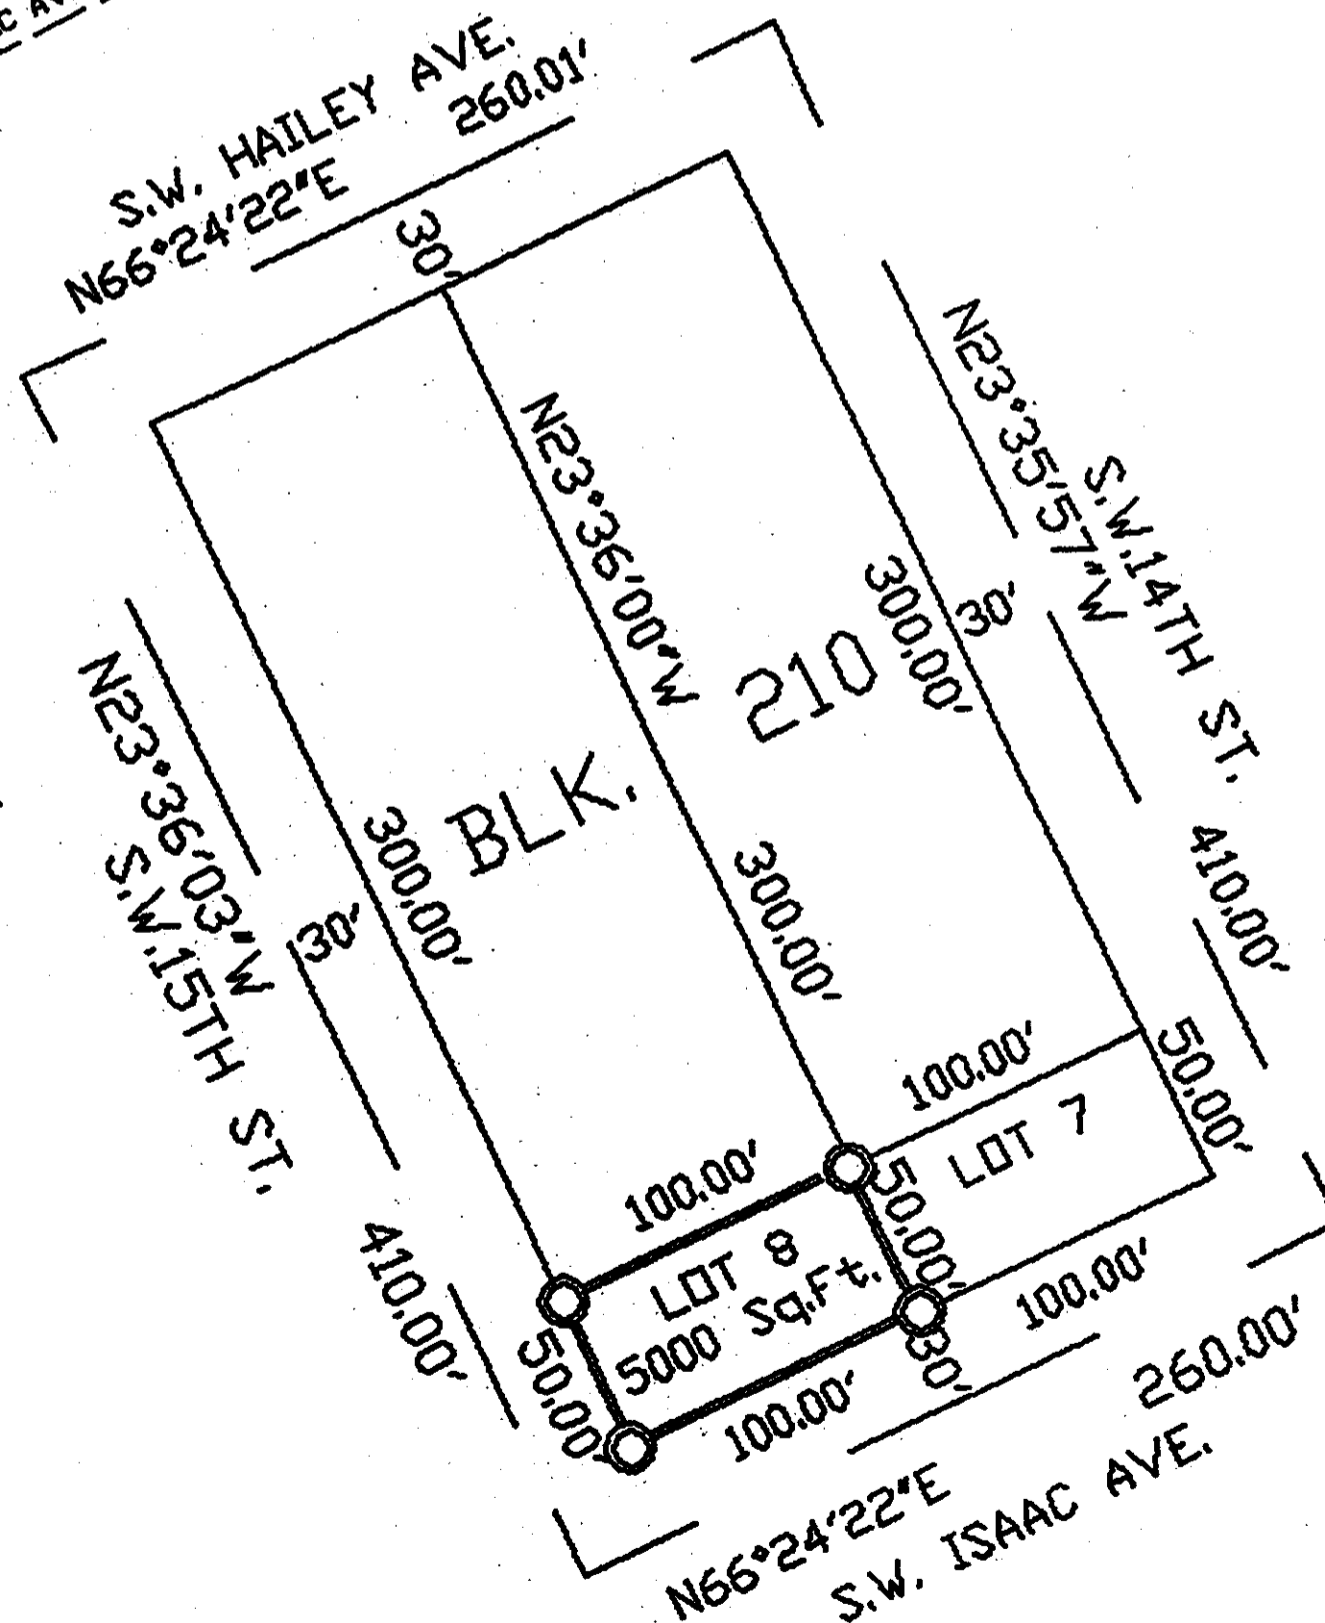 S.W. HAILEY AVE.
N66°24'22"E
260.01'
30'
N23°36'00"W
N23°35'57"W
S.W.14TH ST.
300.00'
30'
210
BLK.
N23°36'03"W
S.W.15TH ST.
300.00'
30'
300.00'
410.00'
100.00'
50.00'
LOT 7
100.00'
50.00'
LOT 8
5000 Sq.Ft.
410.00'
50.00'
100.00'
30'
100.00'
260.00'
N66°24'22"E
S.W. ISAAC AVE.